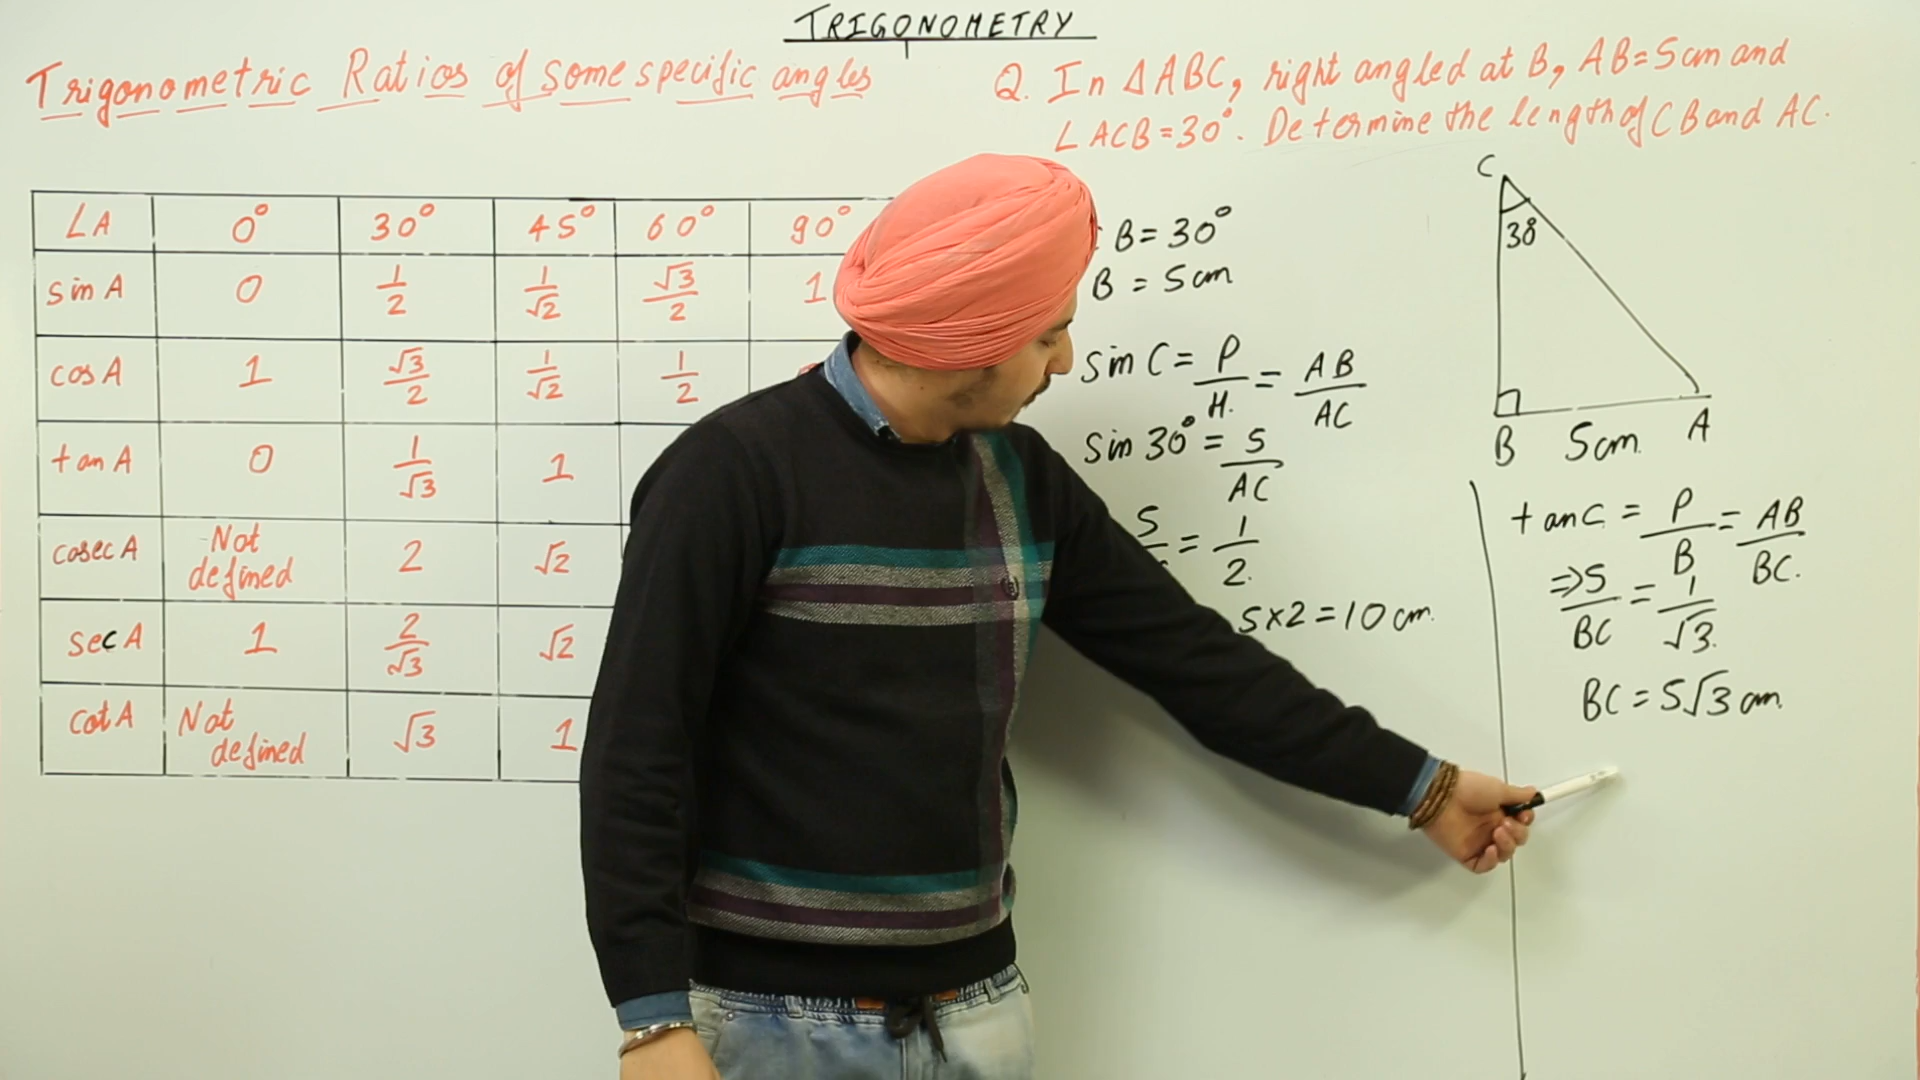 TRIGONOMETRY
Trigonometric Ratios of some specific angles
∠A 0° 30° 45° 60° 90°
sin A 0 1/2 1/√2 √3/2 1
cos A 1 √3/2 1/√2 1/2
tan A 0 1/√3 1
cosec A Not defined 2 √2
sec A 1 2/√3 √2
cot A Not defined √3 1
Q. In ΔABC, right angled at B, AB=5cm and
∠ACB=30°. Determine the length of CB and AC.
B=30°
B = 5cm
sin C = P/H. = AB/AC
sin 30° = 5/AC
5/ = 1/2.
5×2=10 cm.
C
30°
B 5cm. A
tan C = P/B = AB/BC.
⇒ 5/BC = 1/√3.
BC = 5√3 cm.